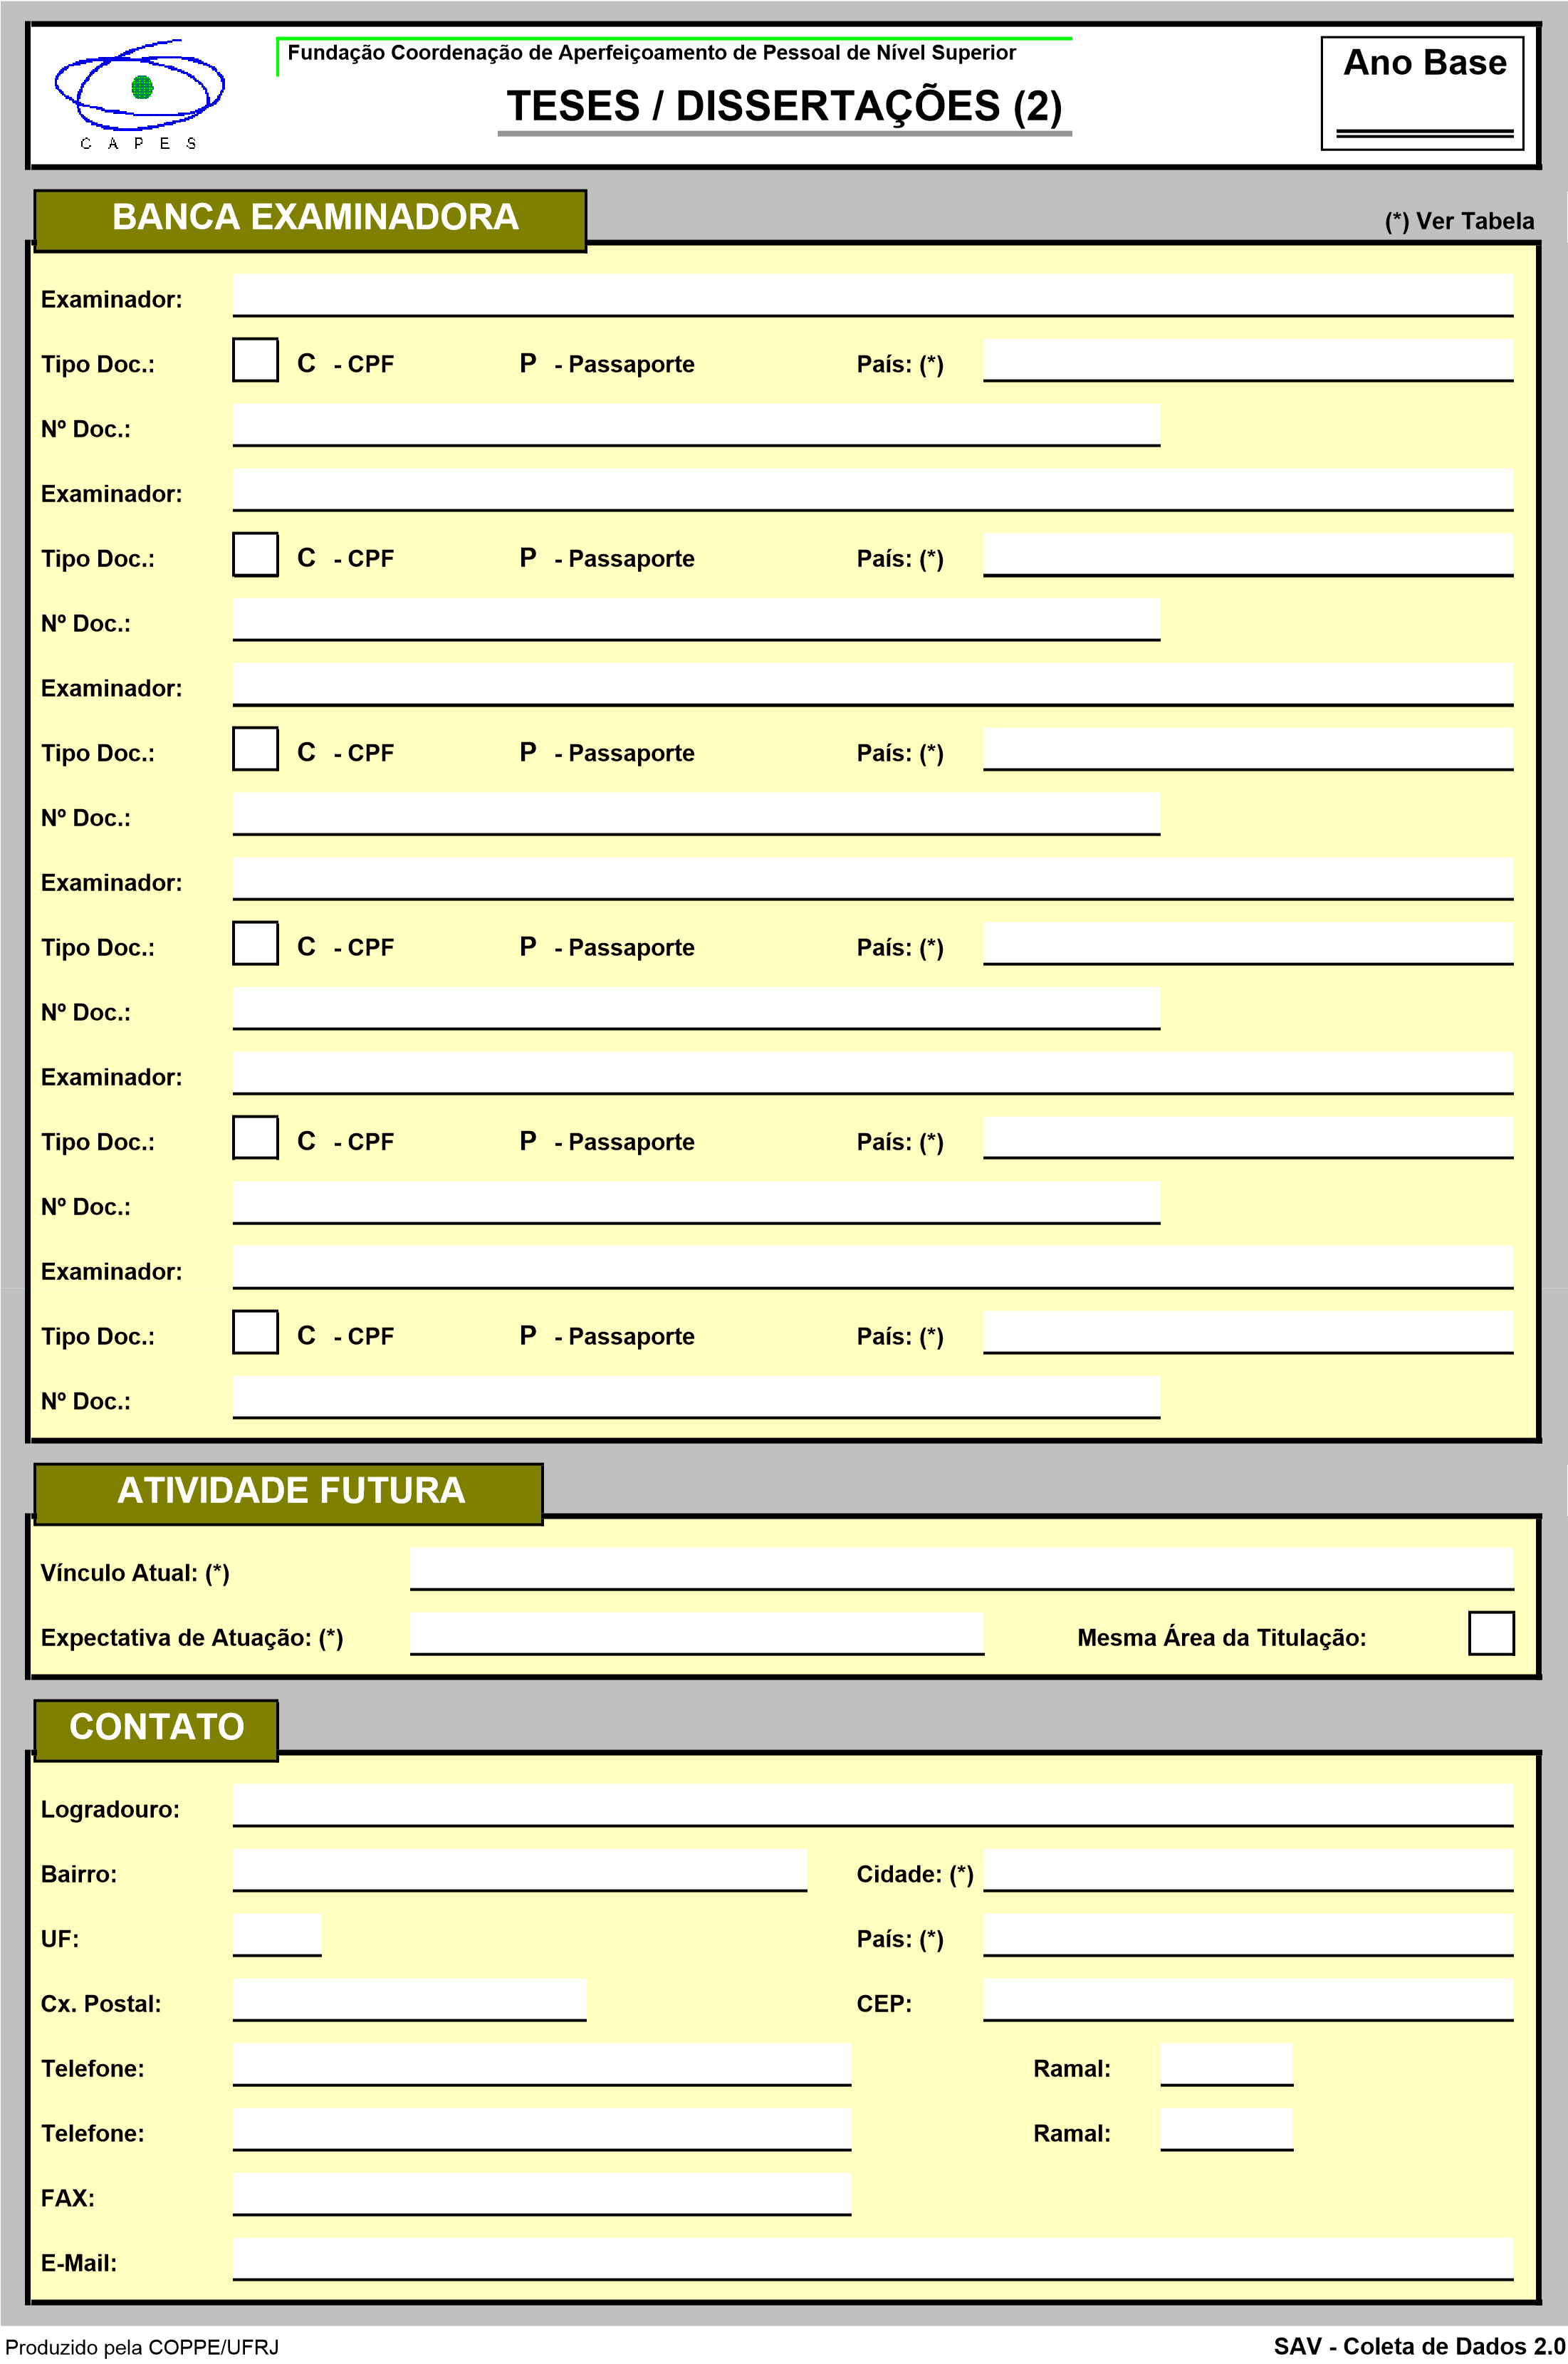 Fundação Coordenação de Aperfeiçoamento de Pessoal de Nível Superior
TESES / DISSERTAÇÕES (2)
Ano Base
C A P E S
BANCA EXAMINADORA
(*) Ver Tabela
Examinador:
Tipo Doc.: C - CPF P - Passaporte País: (*)
Nº Doc.:
Examinador:
Tipo Doc.: C - CPF P - Passaporte País: (*)
Nº Doc.:
Examinador:
Tipo Doc.: C - CPF P - Passaporte País: (*)
Nº Doc.:
Examinador:
Tipo Doc.: C - CPF P - Passaporte País: (*)
Nº Doc.:
Examinador:
Tipo Doc.: C - CPF P - Passaporte País: (*)
Nº Doc.:
Examinador:
Tipo Doc.: C - CPF P - Passaporte País: (*)
Nº Doc.:
ATIVIDADE FUTURA
Vínculo Atual: (*)
Expectativa de Atuação: (*) Mesma Área da Titulação:
CONTATO
Logradouro:
Bairro: Cidade: (*)
UF: País: (*)
Cx. Postal: CEP:
Telefone: Ramal:
Telefone: Ramal:
FAX:
E-Mail:
Produzido pela COPPE/UFRJ SAV - Coleta de Dados 2.0